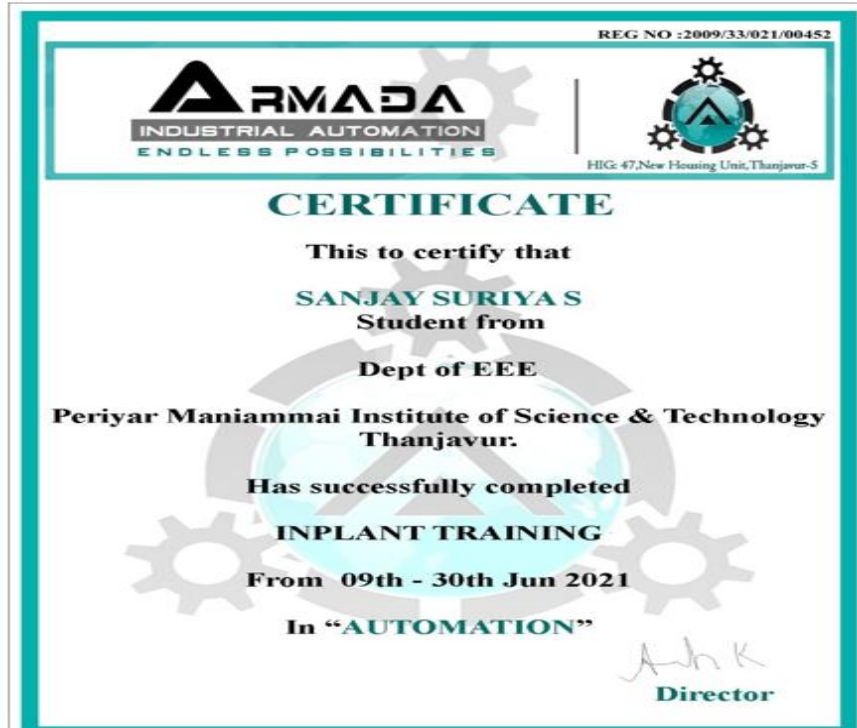 REG NO :2009/33/021/00452
ARMADA
INDUSTRIAL AUTOMATION
ENDLESS POSSIBILITIES
HIG: 47,New Housing Unit,Thanjavur-5
CERTIFICATE
This to certify that
SANJAY SURIYA S
Student from
Dept of EEE
Periyar Maniammai Institute of Science & Technology
Thanjavur.
Has successfully completed
INPLANT TRAINING
From 09th - 30th Jun 2021
In “AUTOMATION”
Director